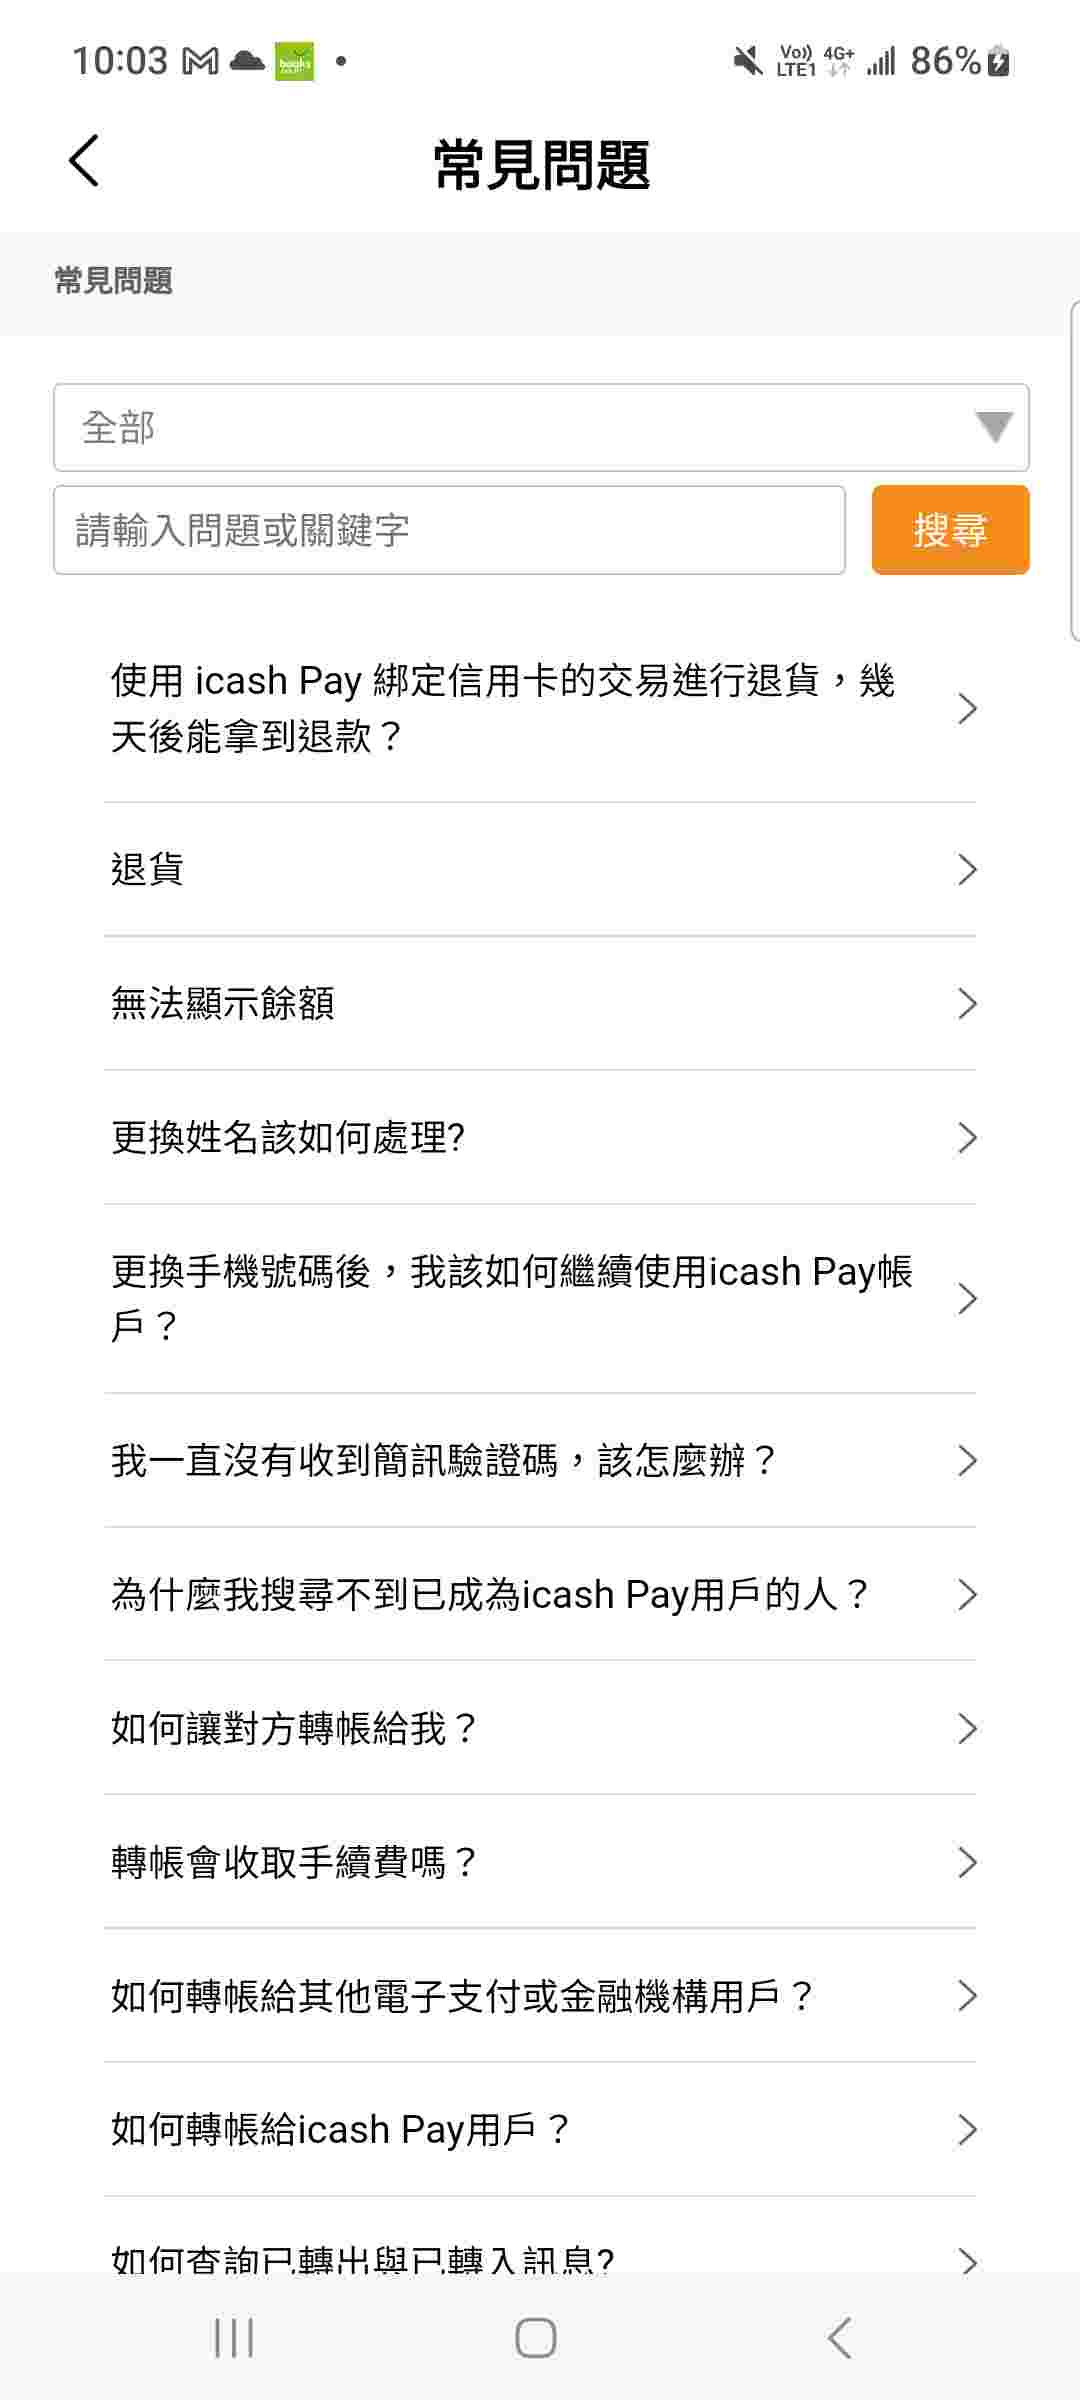 10:03
books
Vo)) 4G+
LTE1
86%
常見問題
常見問題
全部
請輸入問題或關鍵字
搜尋
使用 icash Pay 綁定信用卡的交易進行退貨，幾
天後能拿到退款？
退貨
無法顯示餘額
更換姓名該如何處理?
更換手機號碼後，我該如何繼續使用icash Pay帳
戶？
我一直沒有收到簡訊驗證碼，該怎麼辦？
為什麼我搜尋不到已成為icash Pay用戶的人？
如何讓對方轉帳給我？
轉帳會收取手續費嗎？
如何轉帳給其他電子支付或金融機構用戶？
如何轉帳給icash Pay用戶？
如何查詢已轉出與已轉入訊息?